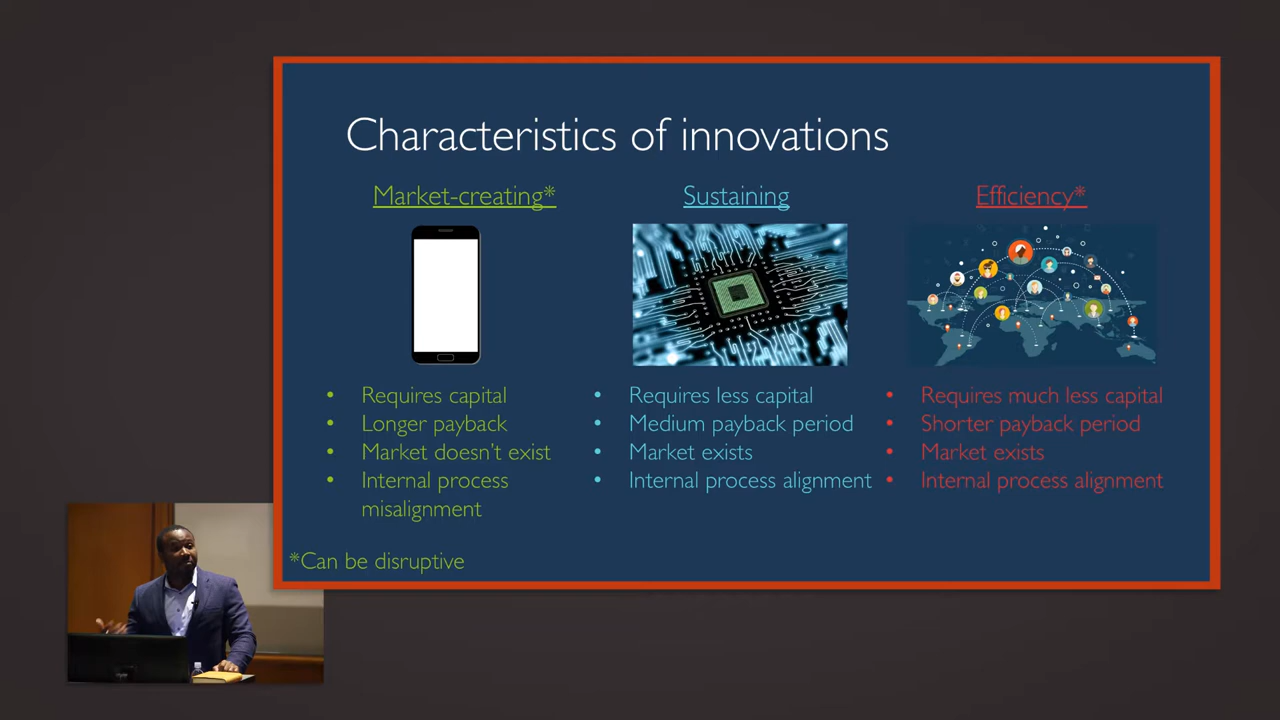 Characteristics of innovations
Market-creating*
Sustaining
Efficiency*
• Requires capital
• Longer payback
• Market doesn't exist
• Internal process
misalignment
• Requires less capital
• Medium payback period
• Market exists
• Internal process alignment
• Requires much less capital
• Shorter payback period
• Market exists
• Internal process alignment
*Can be disruptive